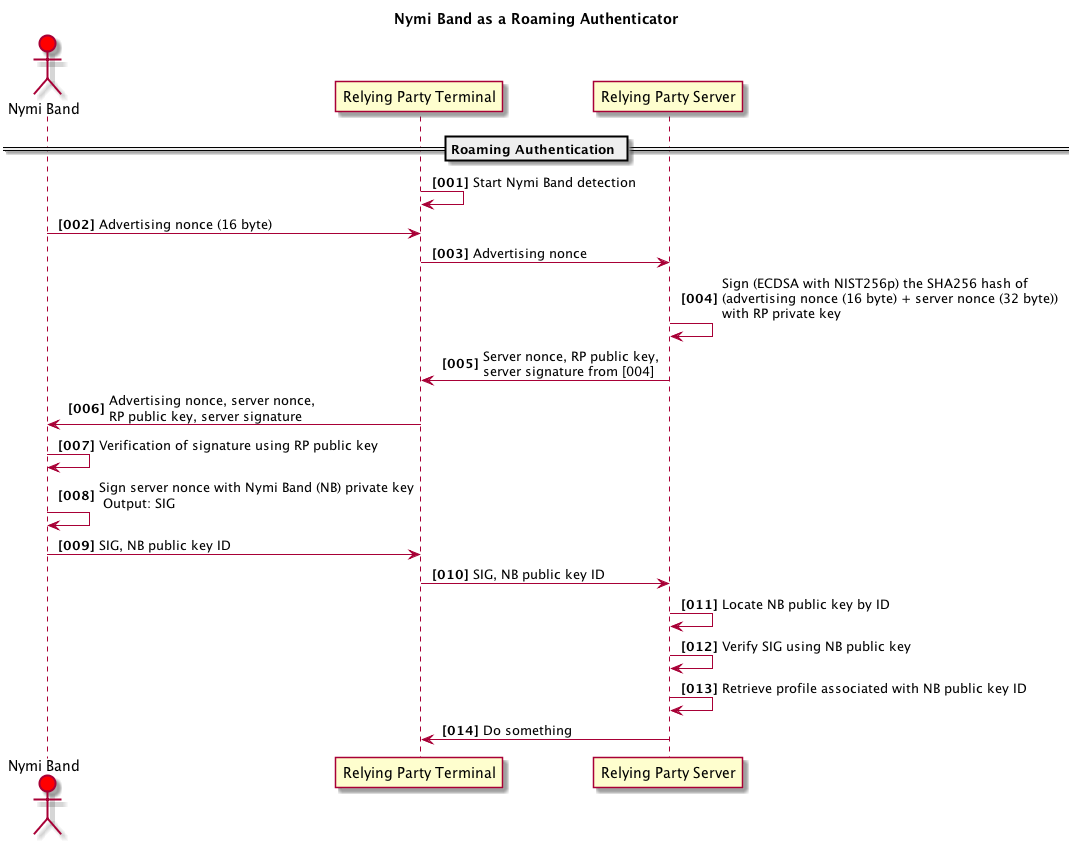 Nymi Band as a Roaming Authenticator
Nymi Band
Relying Party Terminal
Relying Party Server
Roaming Authentication
[001] Start Nymi Band detection
[002] Advertising nonce (16 byte)
[003] Advertising nonce
Sign (ECDSA with NIST256p) the SHA256 hash of
[004] (advertising nonce (16 byte) + server nonce (32 byte))
with RP private key
[005] Server nonce, RP public key,
server signature from [004]
[006] Advertising nonce, server nonce,
RP public key, server signature
[007] Verification of signature using RP public key
[008] Sign server nonce with Nymi Band (NB) private key
Output: SIG
[009] SIG, NB public key ID
[010] SIG, NB public key ID
[011] Locate NB public key by ID
[012] Verify SIG using NB public key
[013] Retrieve profile associated with NB public key ID
[014] Do something
Nymi Band
Relying Party Terminal
Relying Party Server